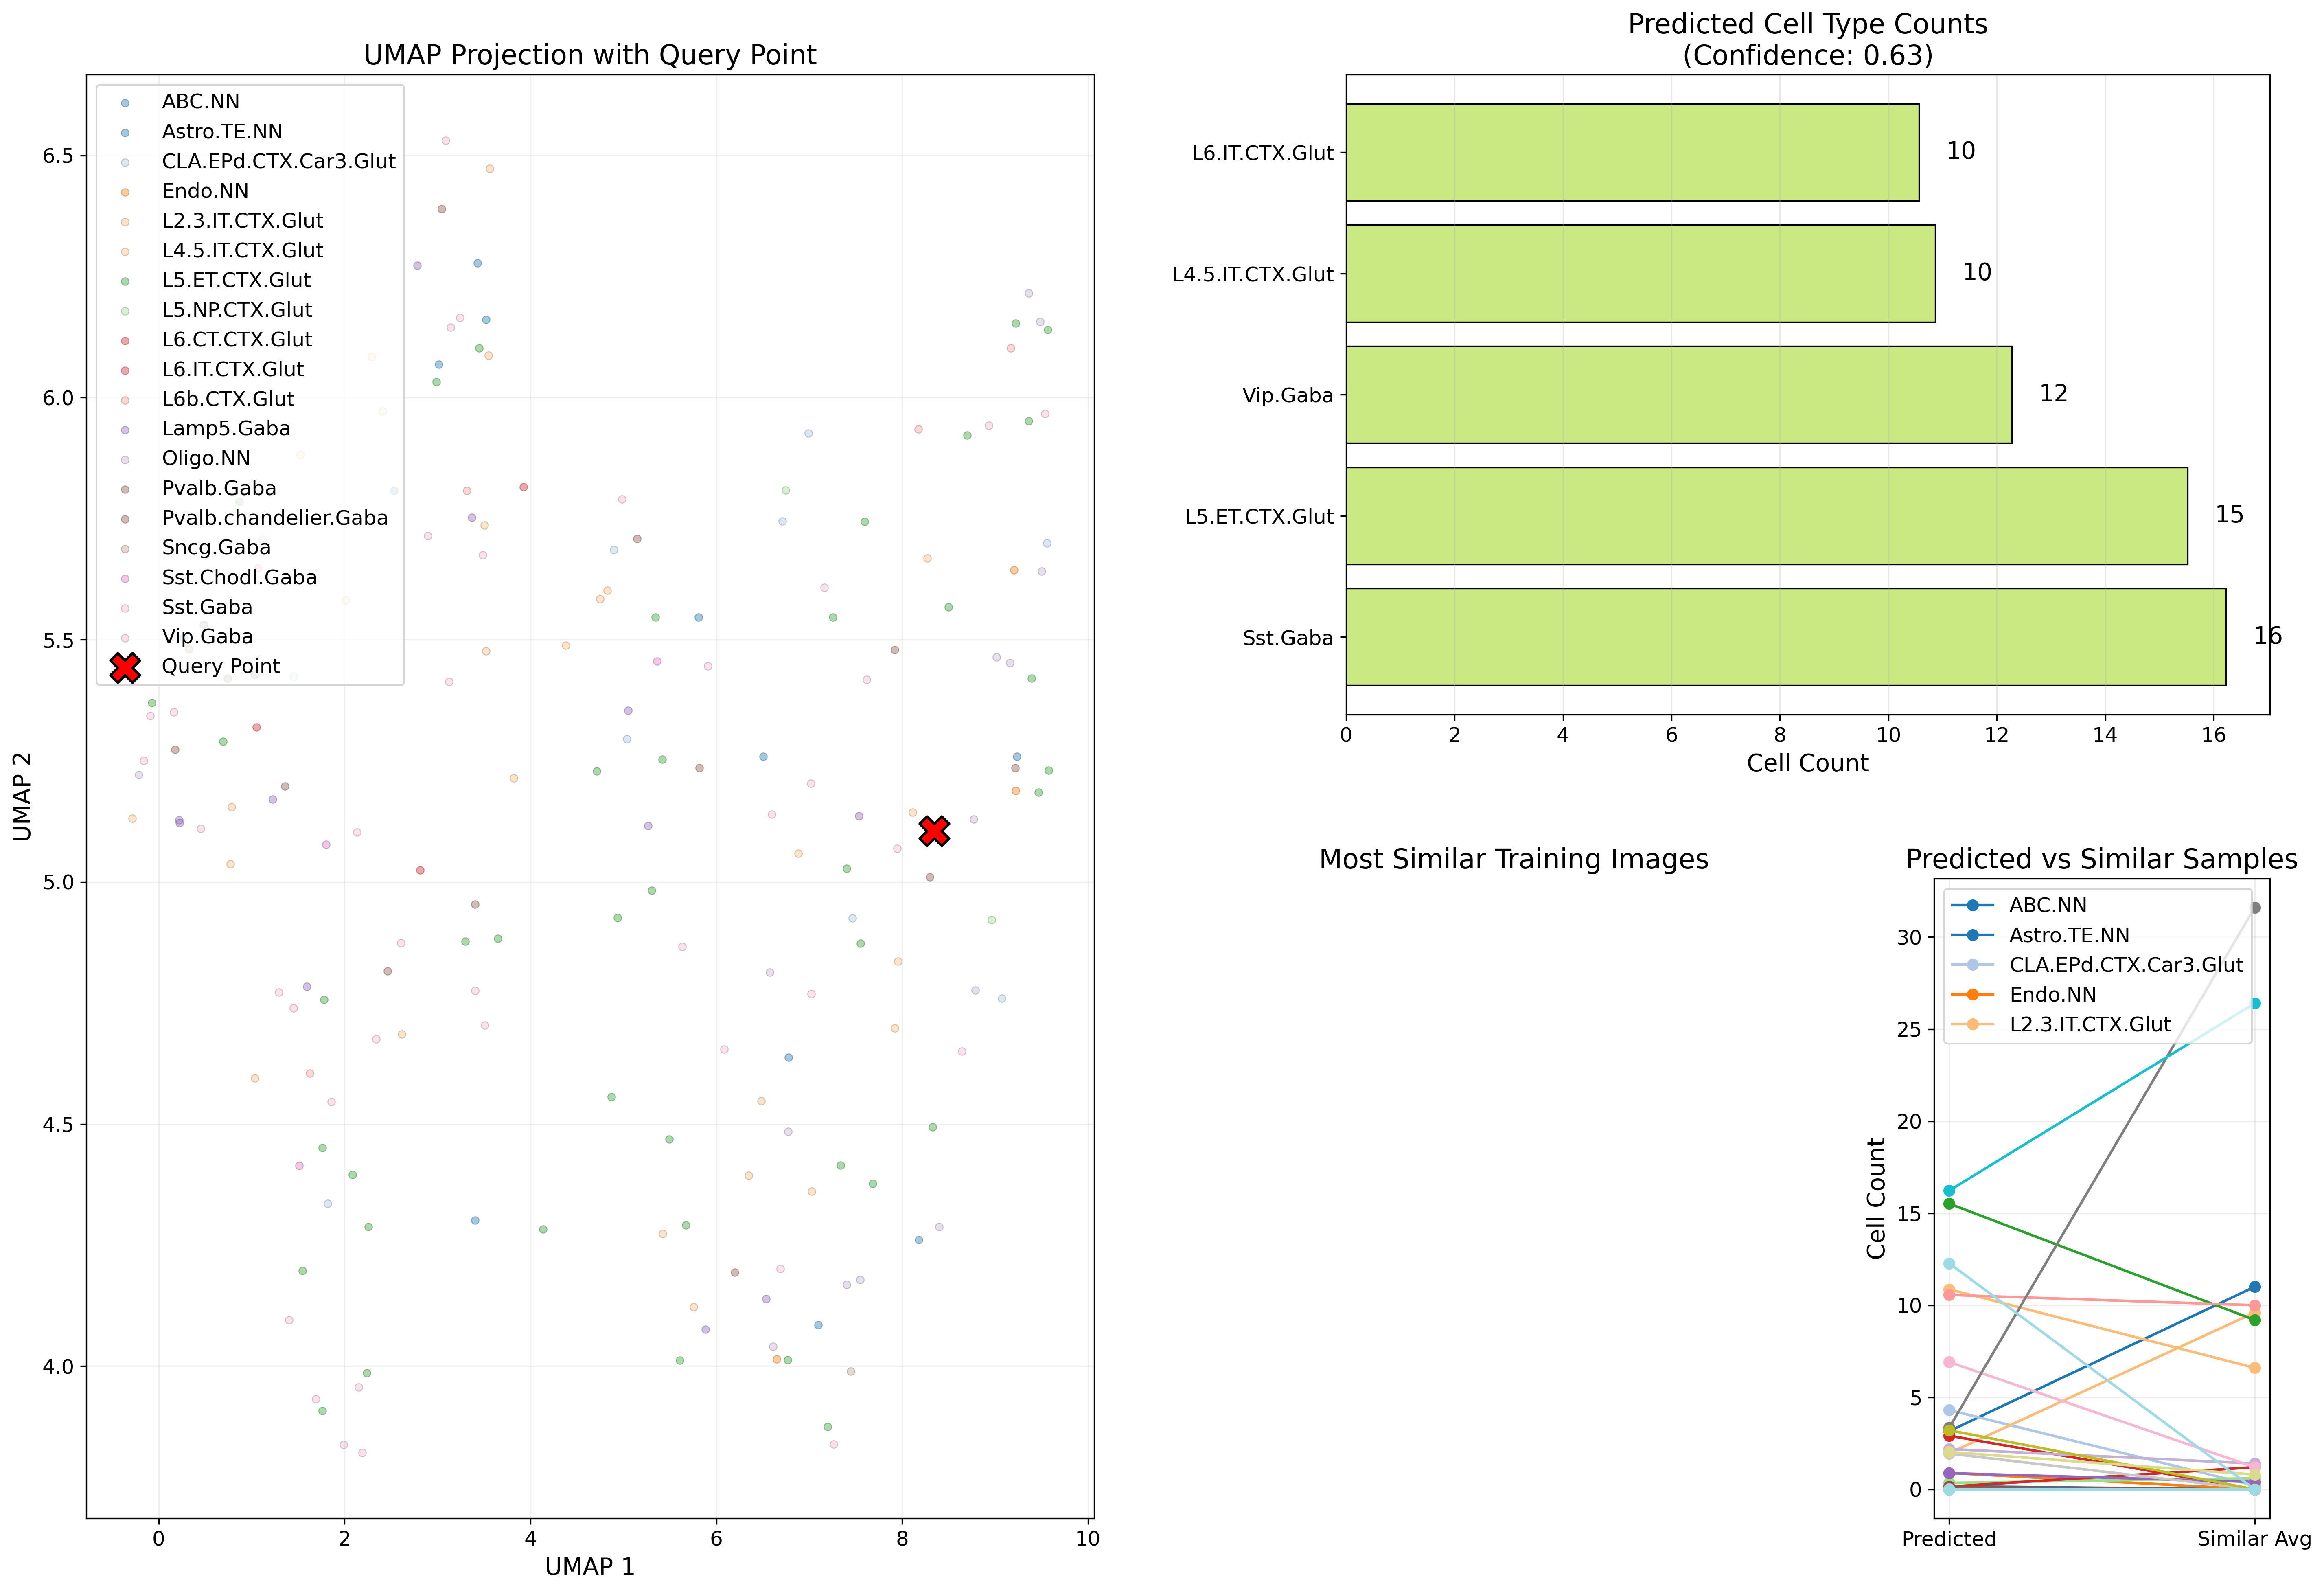 UMAP Projection with Query Point
ABC.NN
Astro.TE.NN
CLA.EPd.CTX.Car3.Glut
Endo.NN
L2.3.IT.CTX.Glut
L4.5.IT.CTX.Glut
L5.ET.CTX.Glut
L5.NP.CTX.Glut
L6.CT.CTX.Glut
L6.IT.CTX.Glut
L6b.CTX.Glut
Lamp5.Gaba
Oligo.NN
Pvalb.Gaba
Pvalb.chandelier.Gaba
Sncg.Gaba
Sst.Chodl.Gaba
Sst.Gaba
Vip.Gaba
Query Point
6.5
6.0
5.5
5.0
4.5
4.0
UMAP 2
0 2 4 6 8 10
UMAP 1
Predicted Cell Type Counts
(Confidence: 0.63)
L6.IT.CTX.Glut 10
L4.5.IT.CTX.Glut 10
Vip.Gaba 12
L5.ET.CTX.Glut 15
Sst.Gaba 16
0 2 4 6 8 10 12 14 16
Cell Count
Most Similar Training Images
Predicted vs Similar Samples
ABC.NN
Astro.TE.NN
CLA.EPd.CTX.Car3.Glut
Endo.NN
L2.3.IT.CTX.Glut
30
25
20
15
10
5
0
Cell Count
Predicted Similar Avg